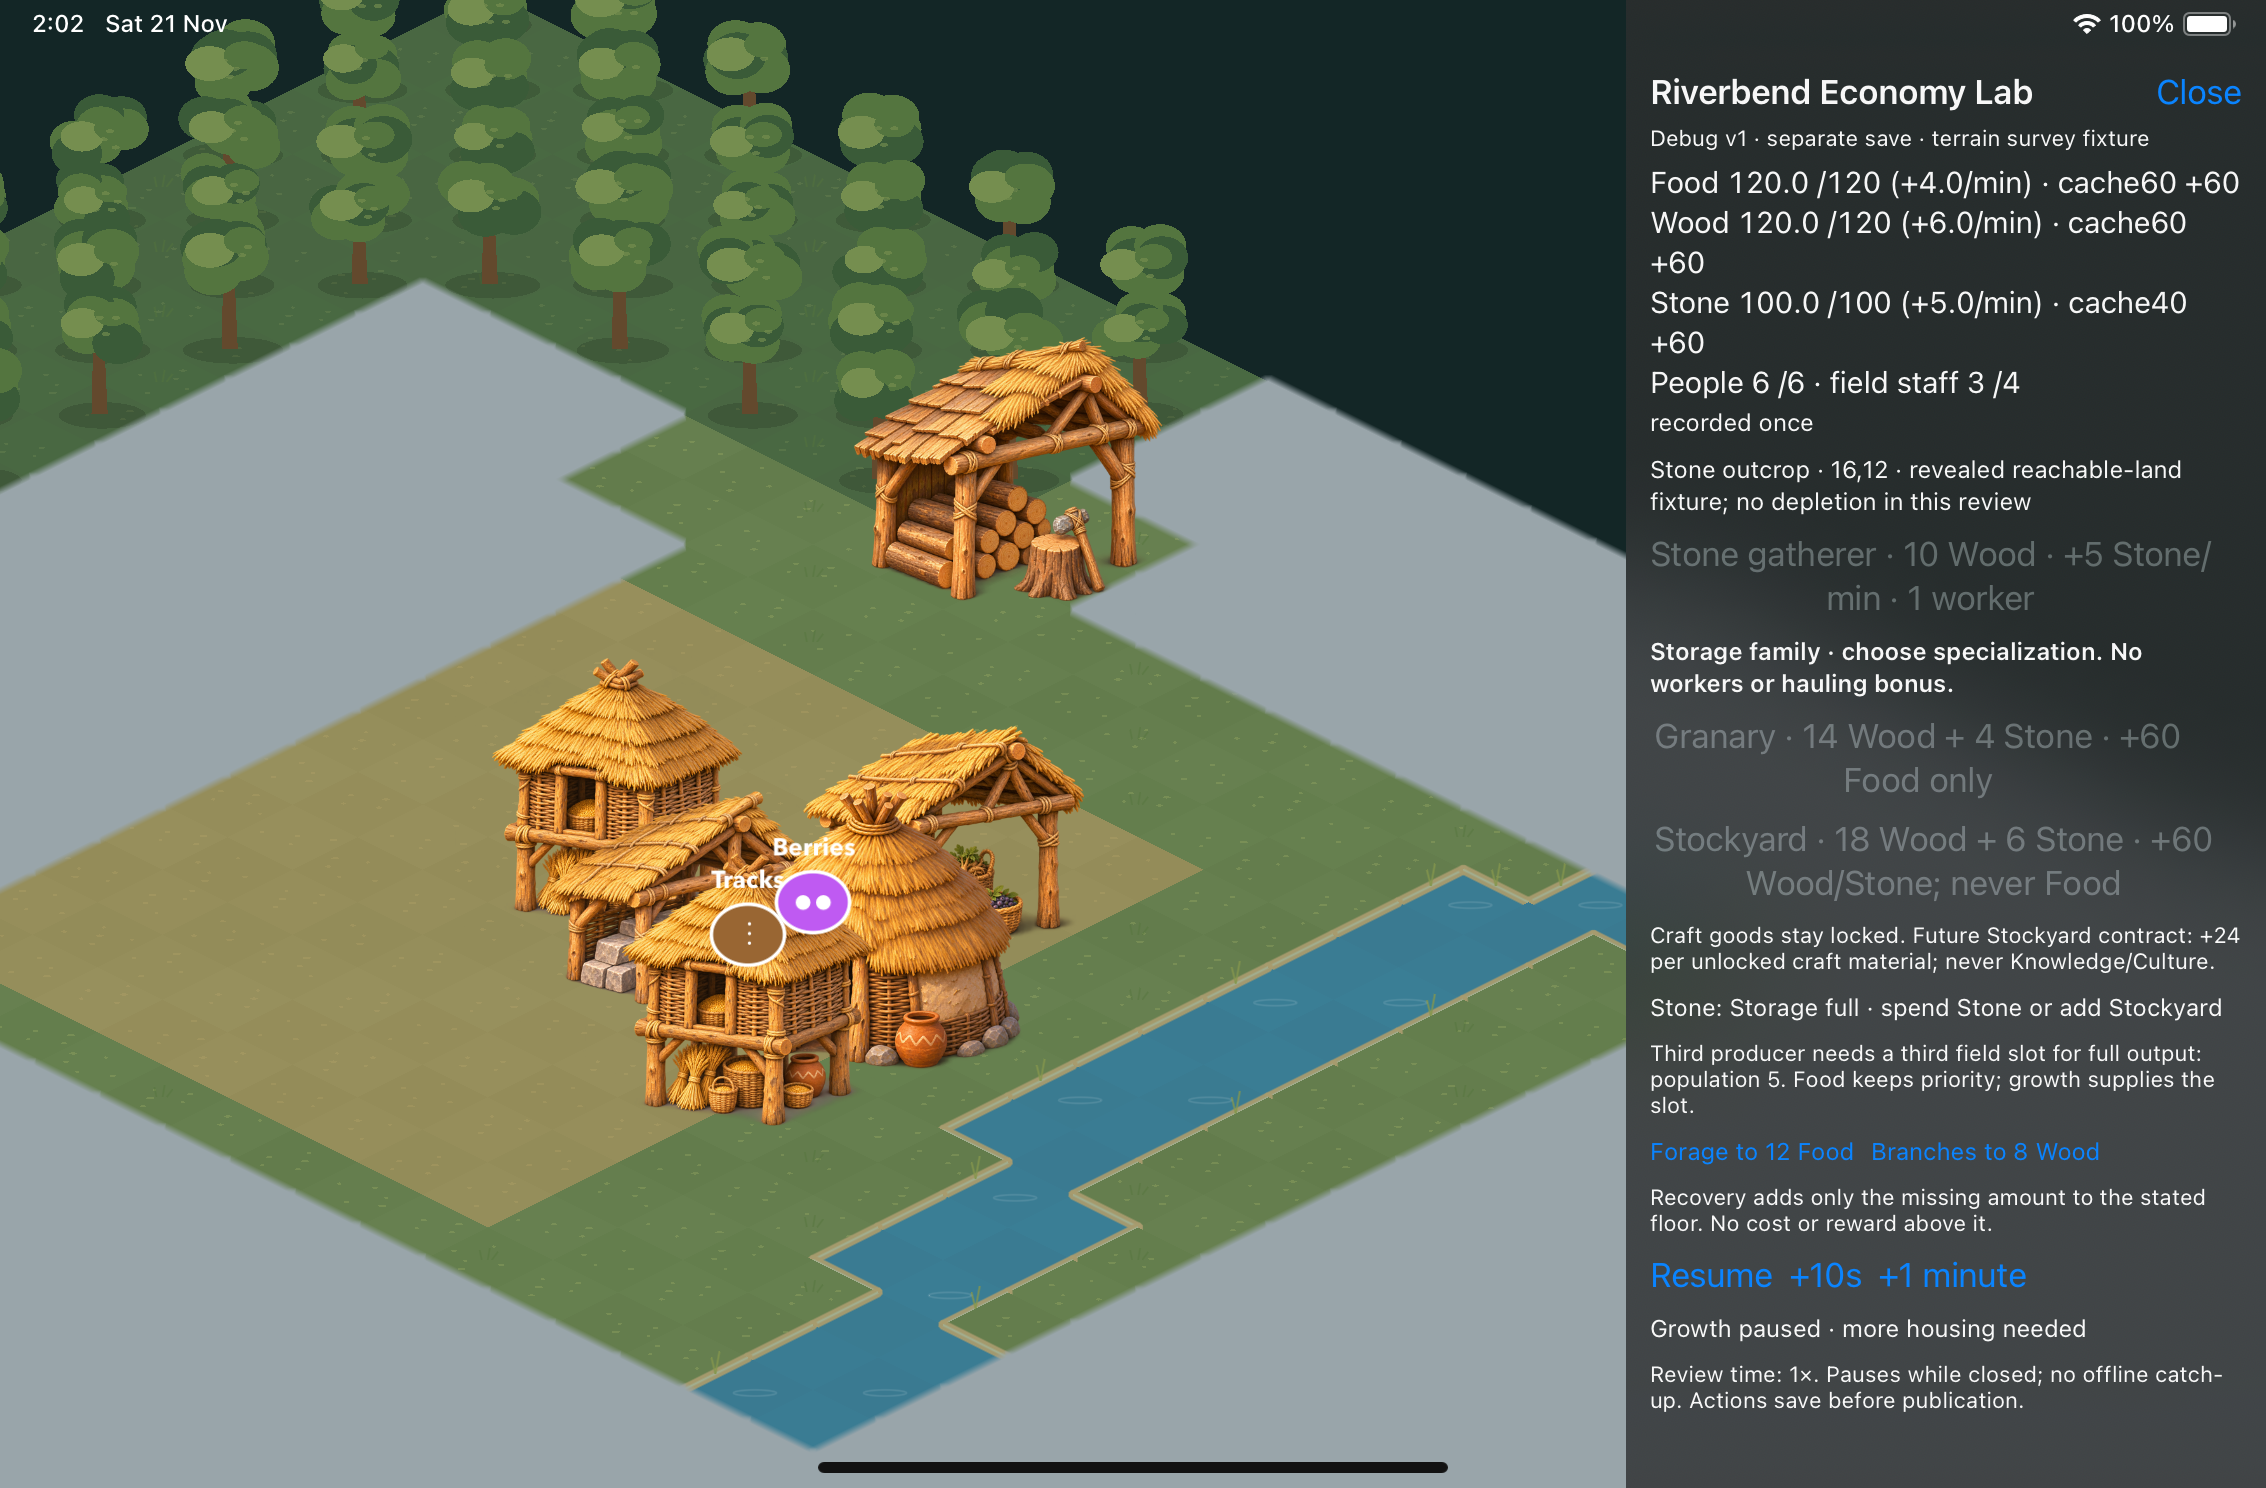 2:02 Sat 21 Nov
100%
Riverbend Economy Lab
Close
Debug v1 · separate save · terrain survey fixture
Food 120.0 /120 (+4.0/min) · cache60 +60
Wood 120.0 /120 (+6.0/min) · cache60
+60
Stone 100.0 /100 (+5.0/min) · cache40
+60
People 6 /6 · field staff 3 /4
recorded once
Stone outcrop · 16,12 · revealed reachable-land
fixture; no depletion in this review
Stone gatherer · 10 Wood · +5 Stone/
min · 1 worker
Storage family · choose specialization. No
workers or hauling bonus.
Granary · 14 Wood + 4 Stone · +60
Food only
Stockyard · 18 Wood + 6 Stone · +60
Wood/Stone; never Food
Craft goods stay locked. Future Stockyard contract: +24
per unlocked craft material; never Knowledge/Culture.
Stone: Storage full · spend Stone or add Stockyard
Third producer needs a third field slot for full output:
population 5. Food keeps priority; growth supplies the
slot.
Forage to 12 Food Branches to 8 Wood
Recovery adds only the missing amount to the stated
floor. No cost or reward above it.
Resume +10s +1 minute
Growth paused · more housing needed
Review time: 1×. Pauses while closed; no offline catch-
up. Actions save before publication.
Berries
Tracks